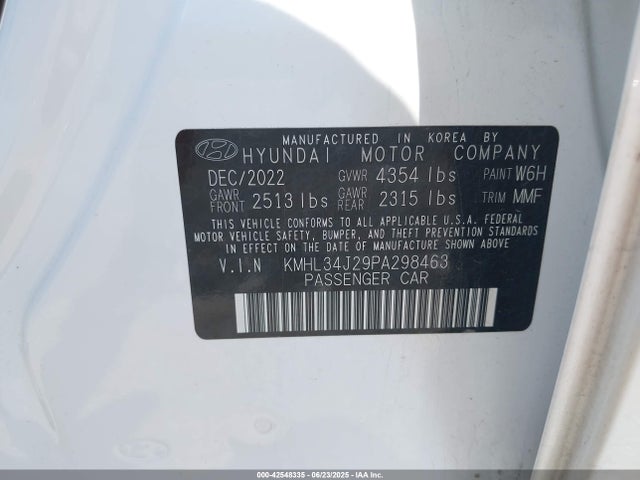 MANUFACTURED IN KOREA BY
HYUNDAI MOTOR COMPANY
DEC/2022 GVWR 4354 lbs PAINT W6H
GAWR FRONT 2513 lbs GAWR REAR 2315 lbs TRIM MMF
THIS VEHICLE CONFORMS TO ALL APPLICABLE U.S.A. FEDERAL
MOTOR VEHICLE SAFETY, BUMPER, AND THEFT PREVENTION STANDARDS
IN EFFECT ON THE DATE OF MANUFACTURE SHOWN ABOVE.
V.I.N KMHL34J29PA298463
PASSENGER CAR
000-42548335 - 06/23/2025 - IAAI.COM